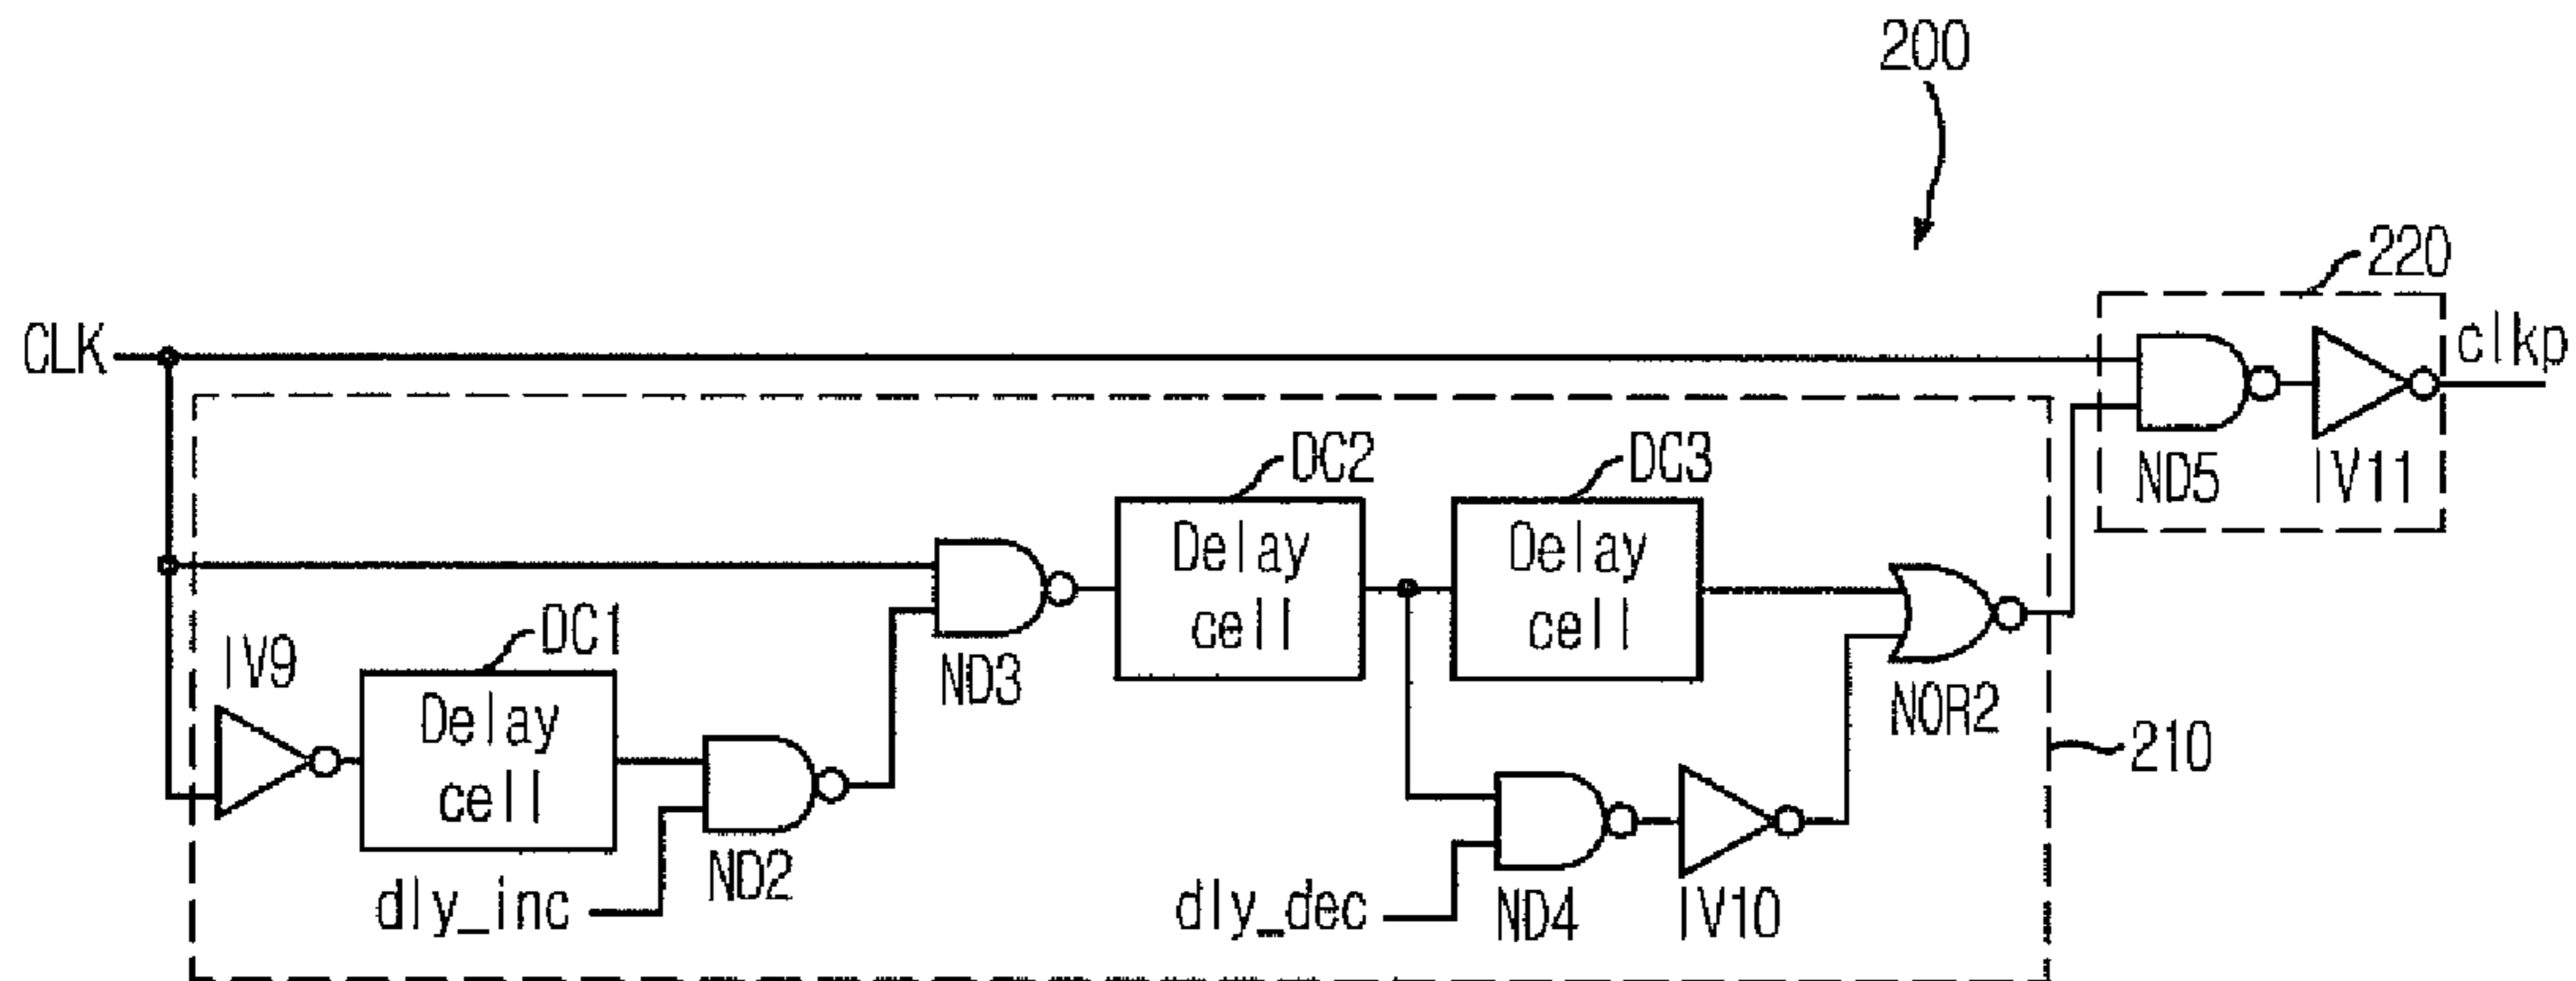 200
220
CLK
clkp
DC2
DC3
Delay
cell
Delay
cell
ND5
IV11
IV9
DC1
ND3
Delay
cell
NOR2
210
dly_inc
ND2
dly_dec
ND4
IV10